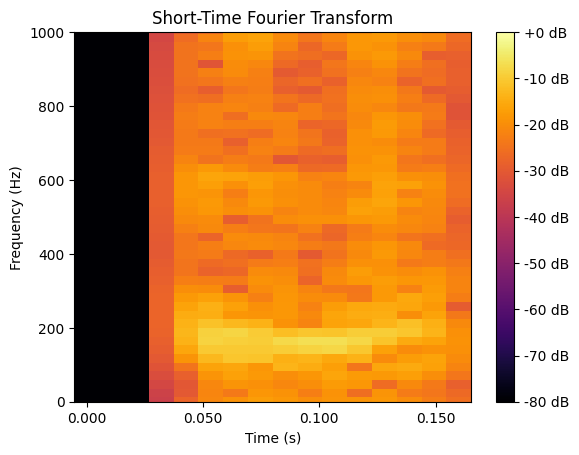 Short-Time Fourier Transform
1000
800
600
400
200
0
Frequency (Hz)
0.000
0.050
0.100
0.150
Time (s)
+0 dB
-10 dB
-20 dB
-30 dB
-40 dB
-50 dB
-60 dB
-70 dB
-80 dB